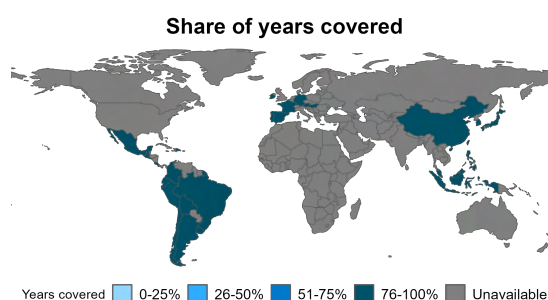 Share of years covered
Years covered 0-25% 26-50% 51-75% 76-100% Unavailable